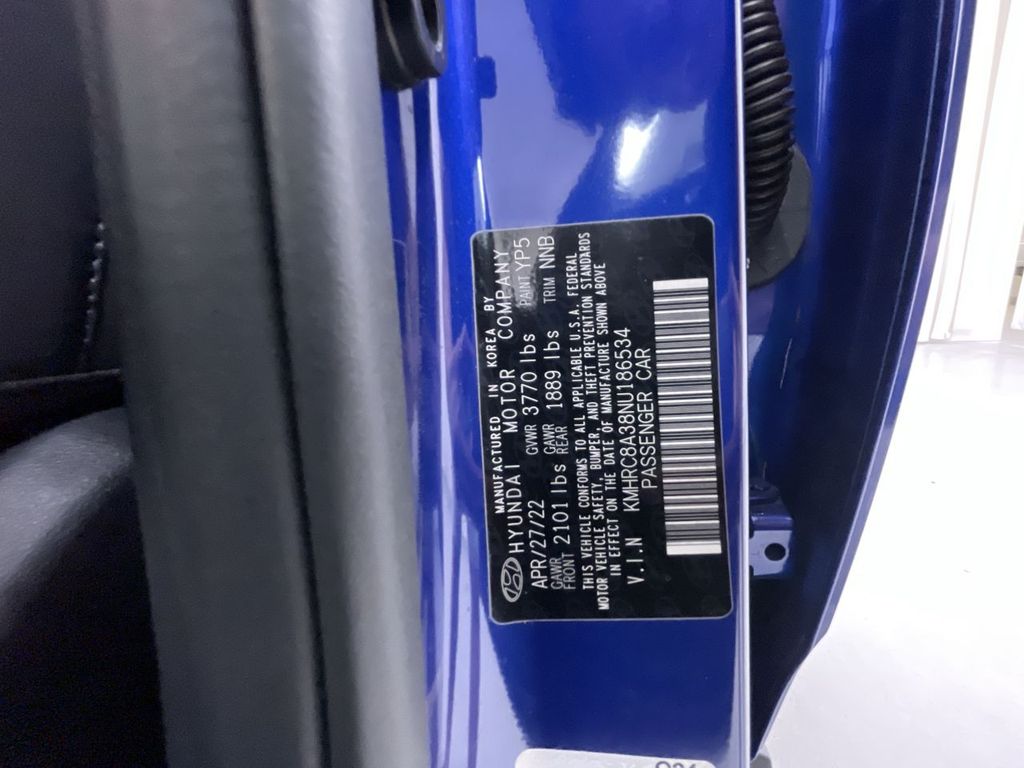 MANUFACTURED IN KOREA BY
HYUNDAI MOTOR COMPANY
APR/27/22 GVWR 3770 lbs PAINT YP5
GAWR FRONT 2101 lbs GAWR REAR 1889 lbs TRIM NNB
THIS VEHICLE CONFORMS TO ALL APPLICABLE U.S.A. FEDERAL
MOTOR VEHICLE SAFETY, BUMPER, AND THEFT PREVENTION STANDARDS
IN EFFECT ON THE DATE OF MANUFACTURE SHOWN ABOVE
V.I.N KMHRC8A38NU186534
PASSENGER CAR